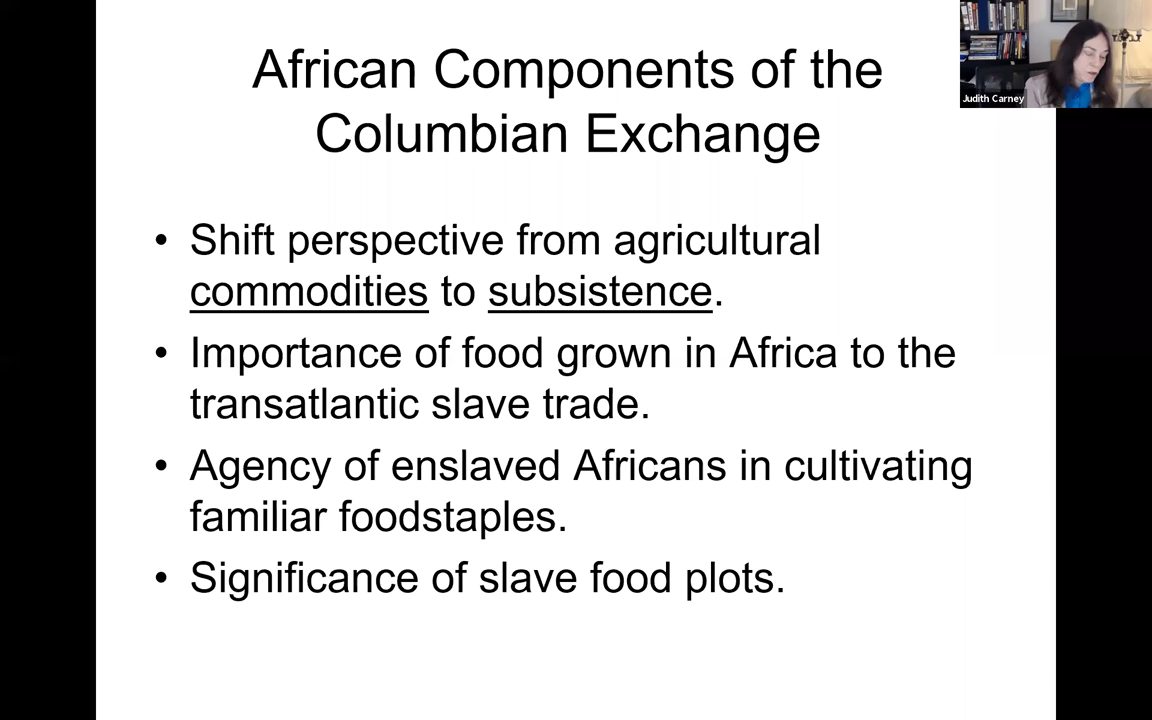 African Components of the
Columbian Exchange
Judith Carney
• Shift perspective from agricultural
commodities to subsistence.
• Importance of food grown in Africa to the
transatlantic slave trade.
• Agency of enslaved Africans in cultivating
familiar foodstaples.
• Significance of slave food plots.